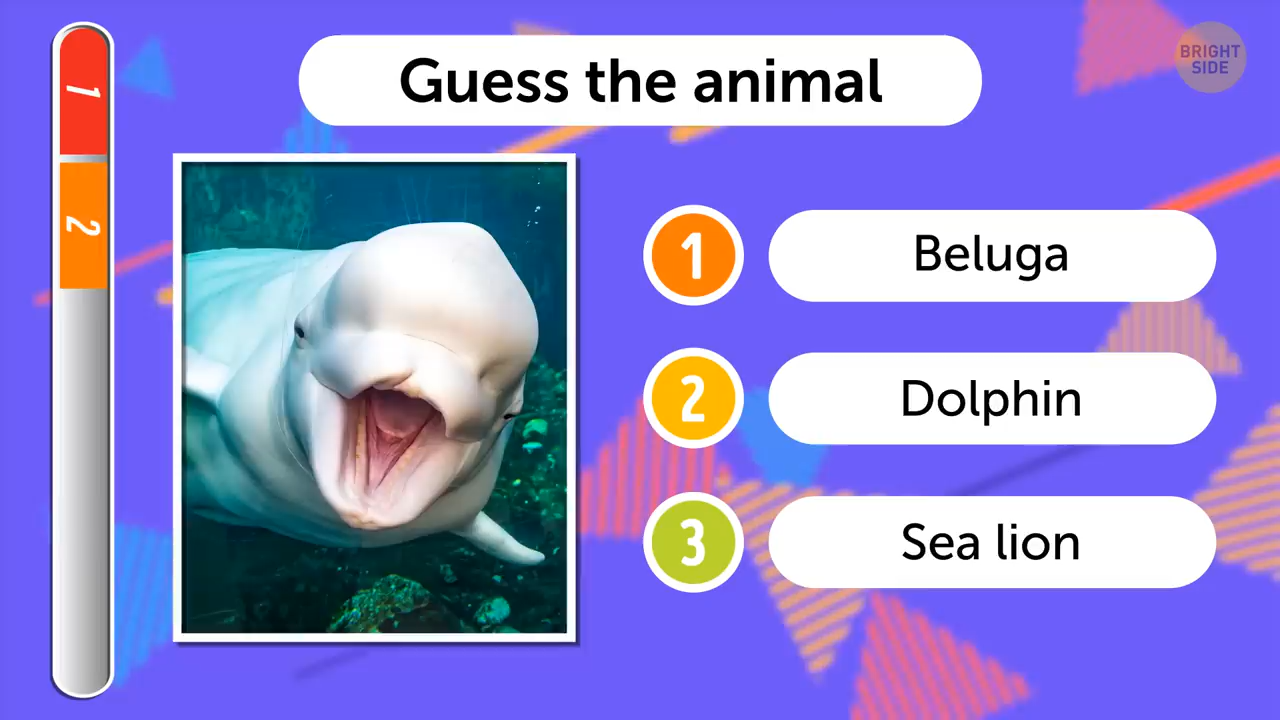 Guess the animal
BRIGHT
SIDE
1
2
1
Beluga
2
Dolphin
3
Sea lion